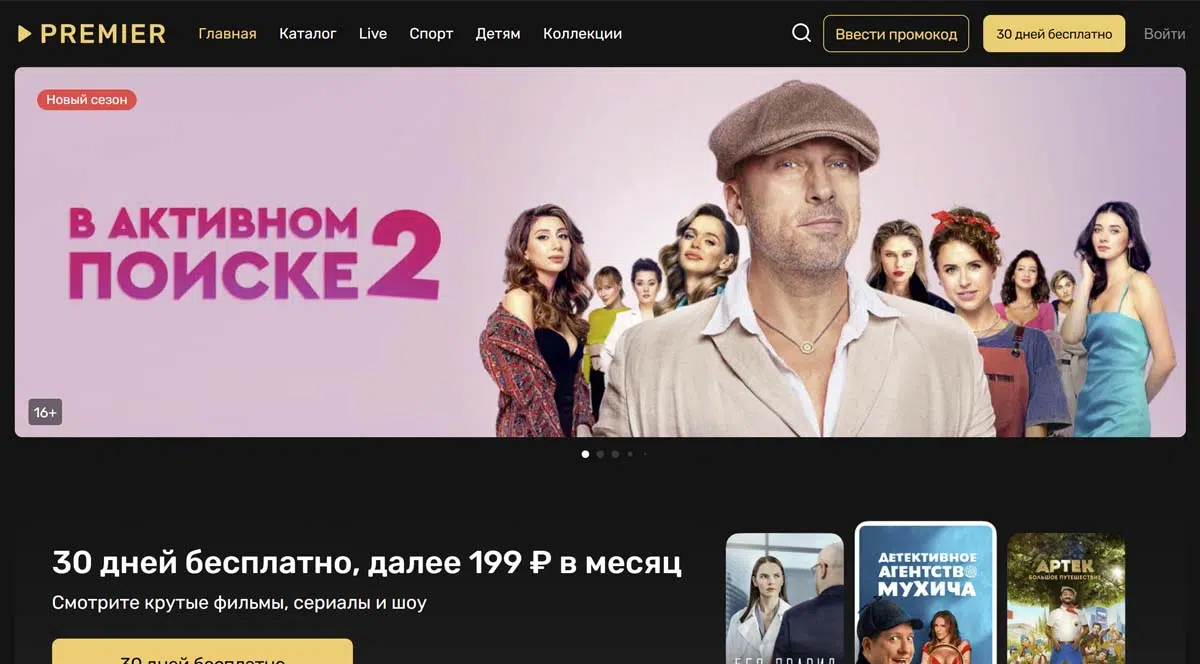 PREMIER
Главная Каталог Live Спорт Детям Коллекции
Ввести промокод
30 дней бесплатно
Войти
Новый сезон
В АКТИВНОМ
ПОИСКЕ 2
16+
30 дней бесплатно, далее 199 ₽ в месяц
Смотрите крутые фильмы, сериалы и шоу
30 дней бесплатно
ДЕТЕКТИВНОЕ
АГЕНТСТВО
МУХИЧА
АРТЕК
БОЛЬШОЕ ПУТЕШЕСТВИЕ